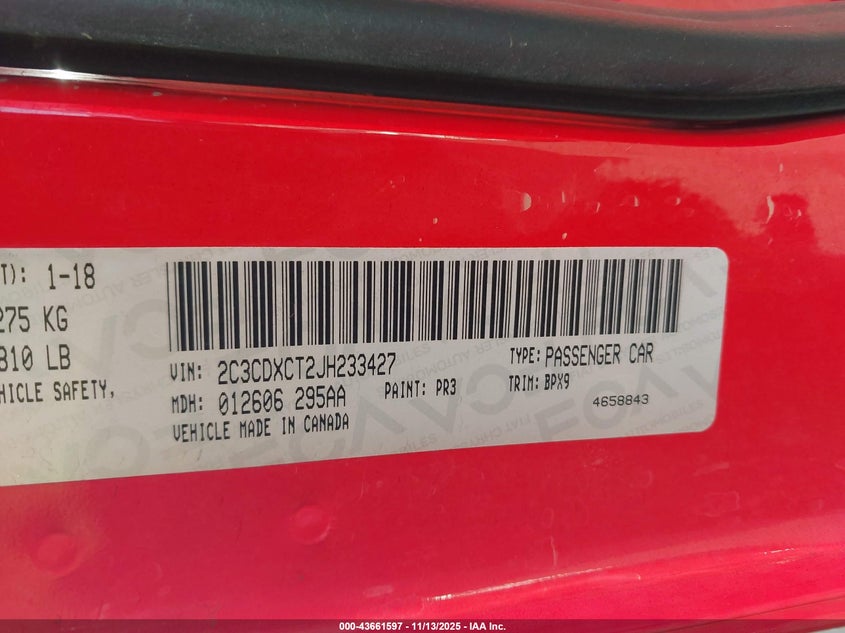 T): 1-18
275 KG
810 LB
HICLE SAFETY,
VIN: 2C3CDXCT2JH233427
TYPE: PASSENGER CAR
MDH: 012606 295AA
PAINT: PR3
TRIM: BPX9
VEHICLE MADE IN CANADA
4658843
000-43661597 - 11/13/2025 - IAA Inc.